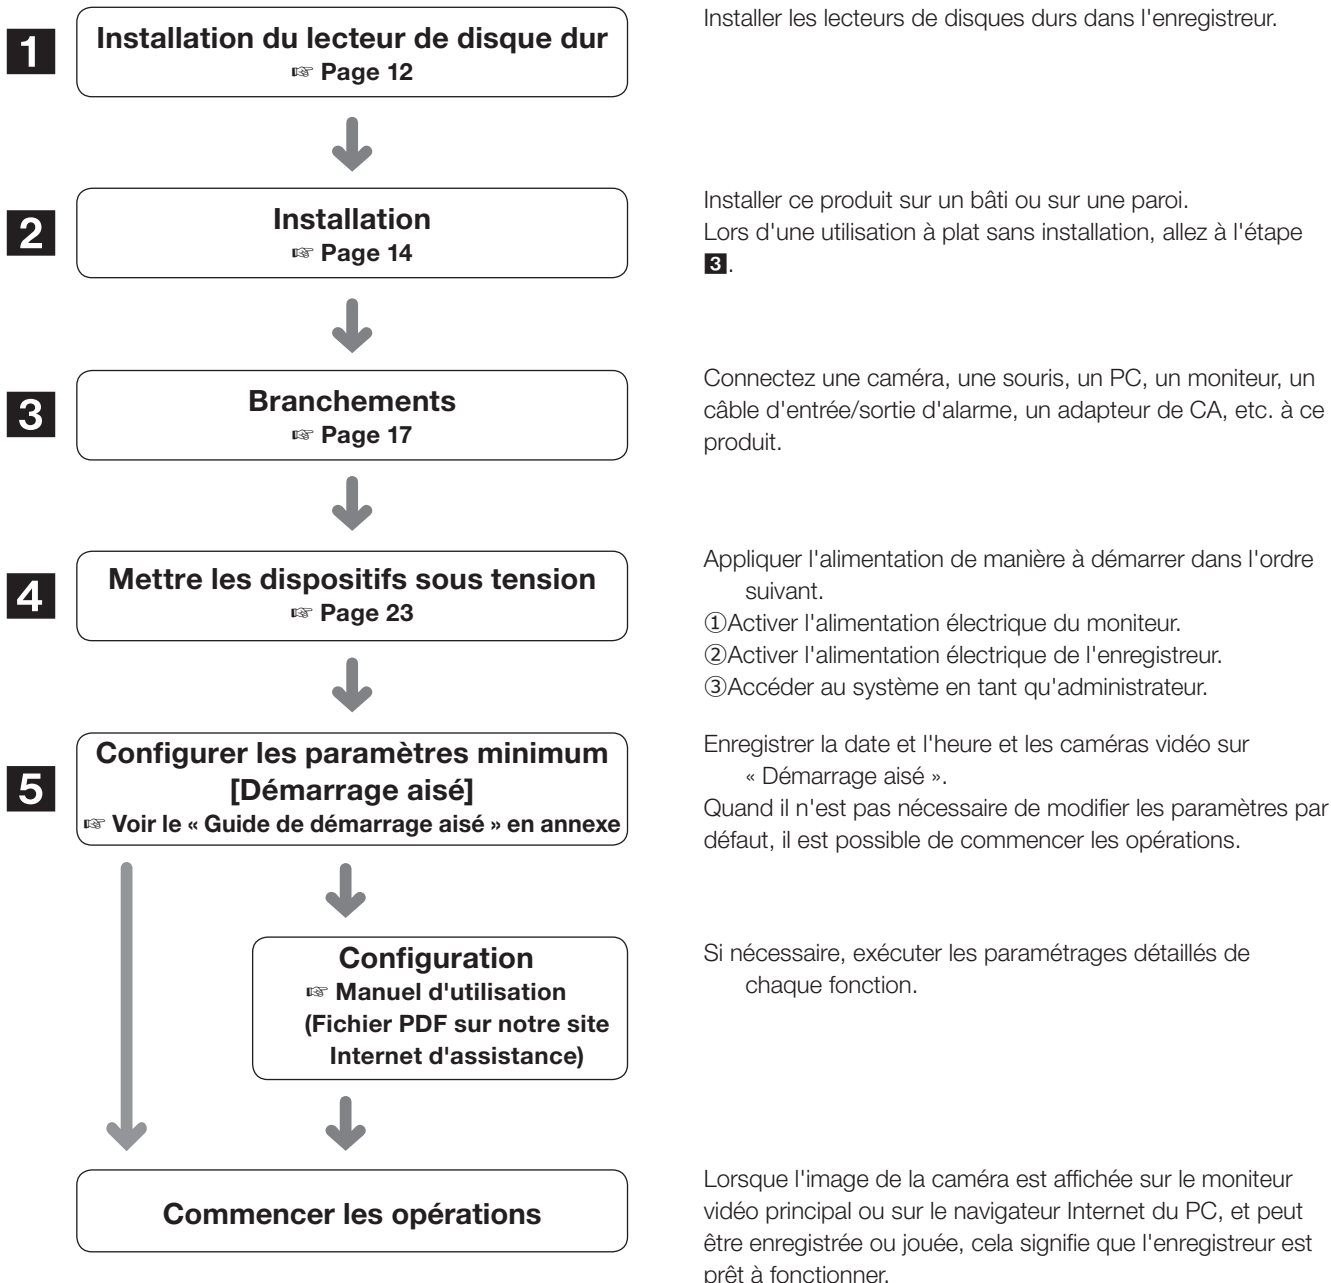 1
Installation du lecteur de disque dur
☞ Page 12
Installer les lecteurs de disques durs dans l'enregistreur.
2
Installation
☞ Page 14
Installer ce produit sur un bâti ou sur une paroi.
Lors d'une utilisation à plat sans installation, allez à l'étape
3.
3
Branchements
☞ Page 17
Connectez une caméra, une souris, un PC, un moniteur, un
câble d'entrée/sortie d'alarme, un adapteur de CA, etc. à ce
produit.
4
Mettre les dispositifs sous tension
☞ Page 23
Appliquer l'alimentation de manière à démarrer dans l'ordre
suivant.
①Activer l'alimentation électrique du moniteur.
②Activer l'alimentation électrique de l'enregistreur.
③Accéder au système en tant qu'administrateur.
5
Configurer les paramètres minimum
[Démarrage aisé]
☞ Voir le « Guide de démarrage aisé » en annexe
Enregistrer la date et l'heure et les caméras vidéo sur
« Démarrage aisé ».
Quand il n'est pas nécessaire de modifier les paramètres par
défaut, il est possible de commencer les opérations.
Configuration
☞ Manuel d'utilisation
(Fichier PDF sur notre site
Internet d'assistance)
Si nécessaire, exécuter les paramétrages détaillés de
chaque fonction.
Commencer les opérations
Lorsque l'image de la caméra est affichée sur le moniteur
vidéo principal ou sur le navigateur Internet du PC, et peut
être enregistrée ou jouée, cela signifie que l'enregistreur est
prêt à fonctionner.